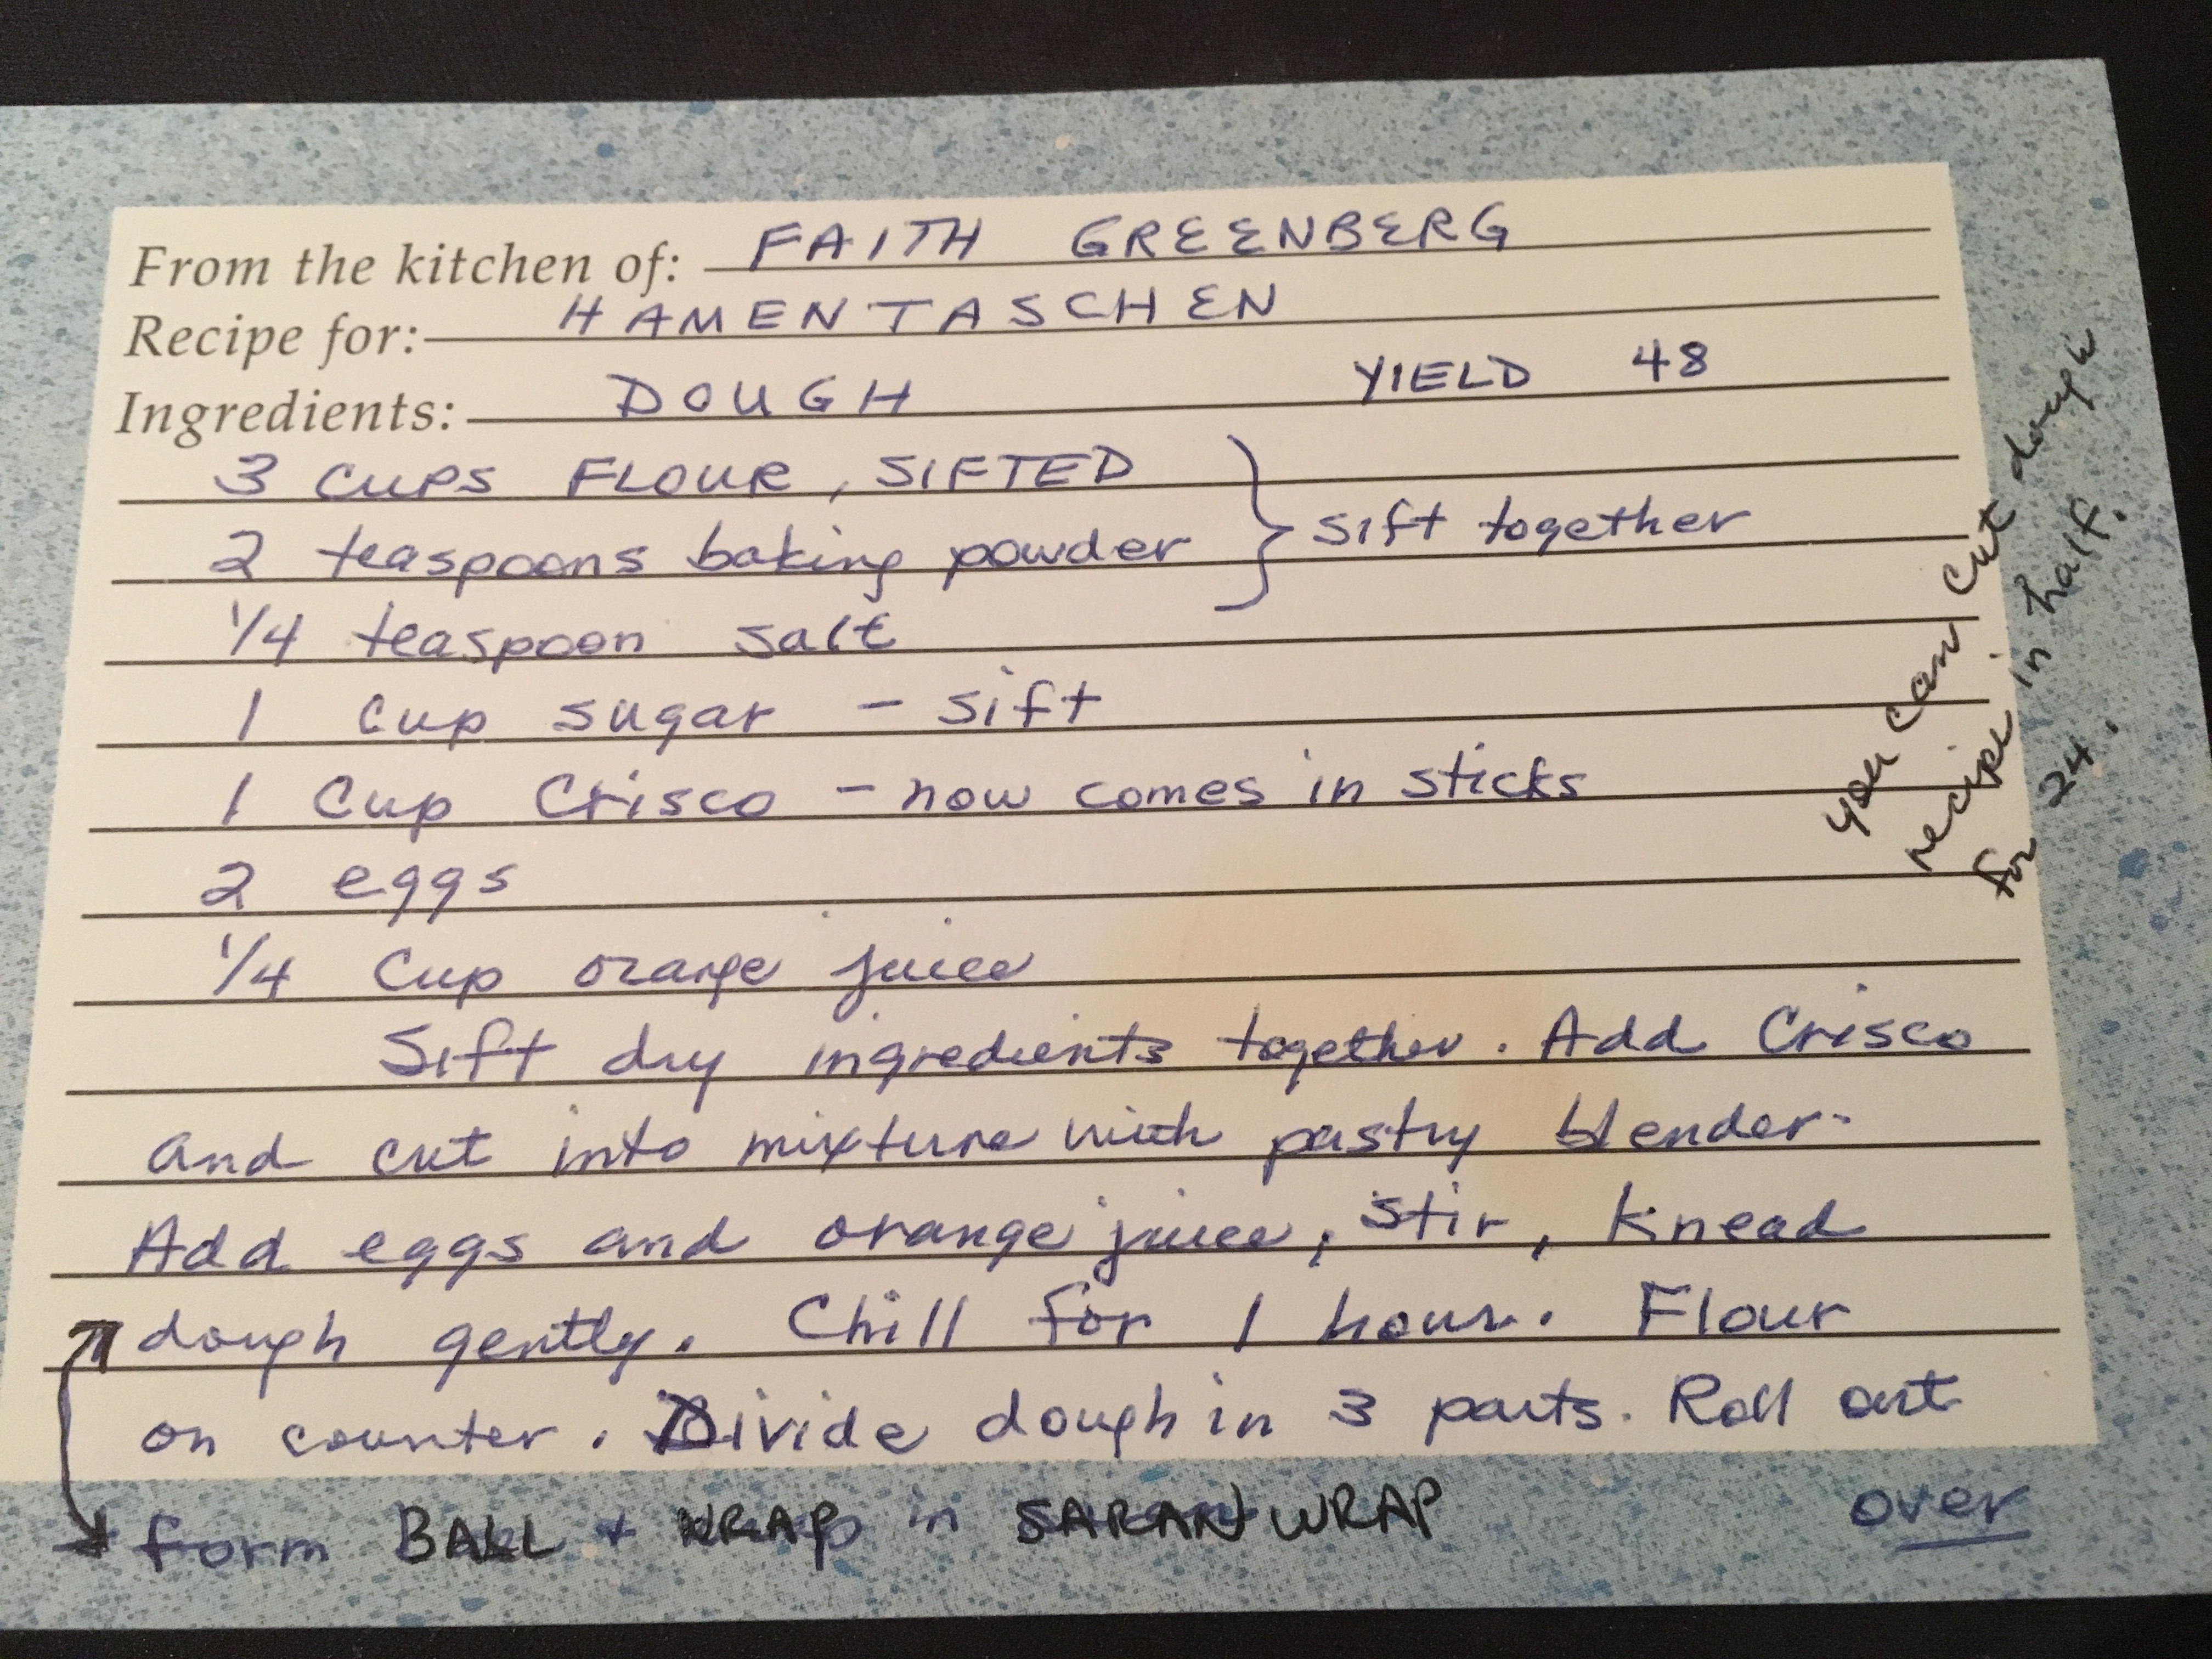 From the kitchen of: FAITH GREENBERG
Recipe for: HAMENTASCHEN
Ingredients: DOUGH YIELD 48
3 CUPS FLOUR, SIFTED
2 teaspoons baking powder } sift together
1/4 teaspoon salt
1 cup sugar - sift
1 Cup Crisco - now comes in sticks
2 eggs
1/4 Cup orange juice
Sift dry ingredients together. Add Crisco
and cut into mixture with pastry blender.
Add eggs and orange juice, stir, knead
dough gently. Chill for 1 hour. Flour
on counter. Divide dough in 3 parts. Roll out
form BALL + WRAP in SARAN WRAP
over
you can cut dough
recipe in half.
for 24.